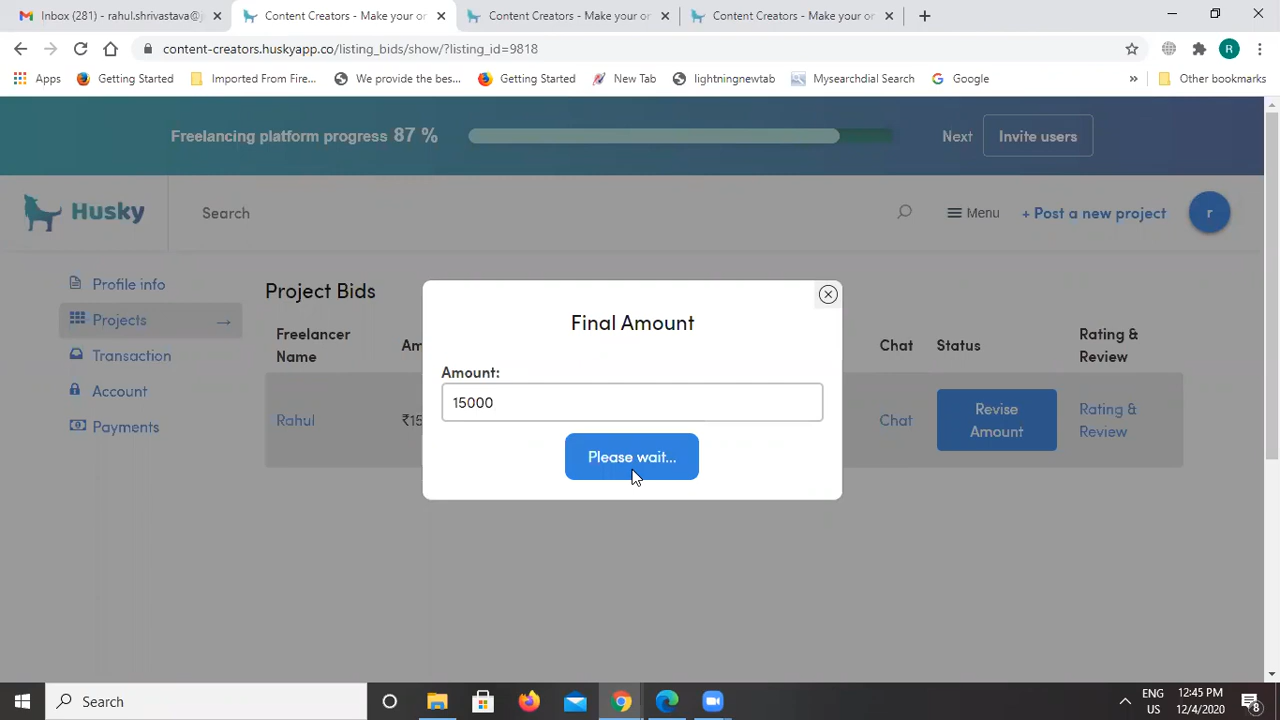 Inbox (281) - rahul.shrivastava@j
Content Creators - Make your or
Content Creators - Make your or
Content Creators - Make your or
content-creators.huskyapp.co/listing_bids/show/?listing_id=9818
R
Apps
Getting Started
Imported From Fire...
We provide the bes...
Getting Started
New Tab
lightningnewtab
Mysearchdial Search
Google
»
Other bookmarks
Freelancing platform progress 87 %
Next
Invite users
Husky
Search
Menu
+ Post a new project
r
Profile info
Projects
Transaction
Account
Payments
Project Bids
Freelancer
Name
Am
Chat
Status
Rating &
Review
Rahul
₹15
Chat
Revise
Amount
Rating &
Review
Final Amount
Amount:
15000
Please wait...
Search
ENG
US
12:45 PM
12/4/2020
8